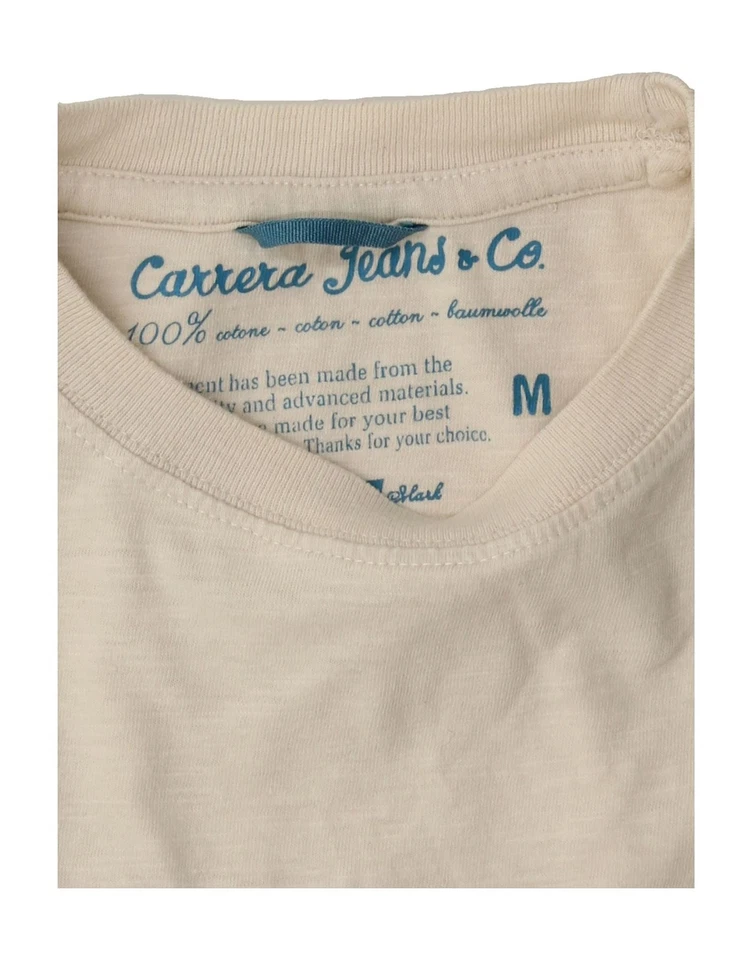 Carrera Jeans & Co.
100% cotone ~ coton ~ cotton ~ baumwolle
has been made from the
and advanced materials.
M
made for your best
Thanks for your choice.